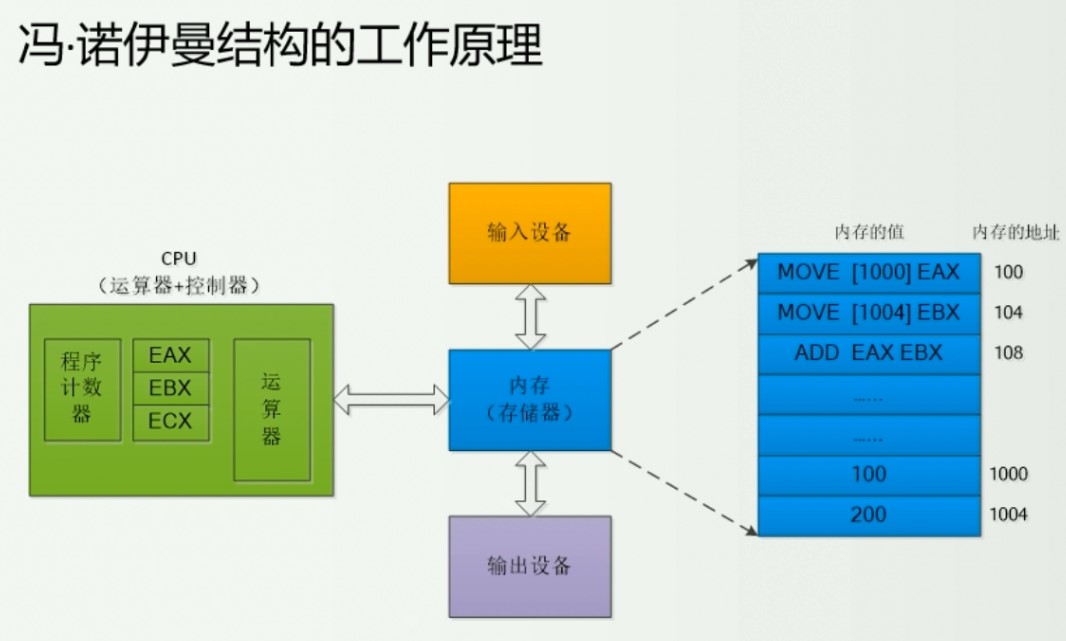 冯·诺伊曼结构的工作原理
输入设备
CPU
（运算器+控制器）
程序
计数
器
EAX
EBX
ECX
运
算
器
内存
（存储器）
输出设备
内存的值 内存的地址
MOVE [1000] EAX 100
MOVE [1004] EBX 104
ADD EAX EBX 108
……
……
100 1000
200 1004